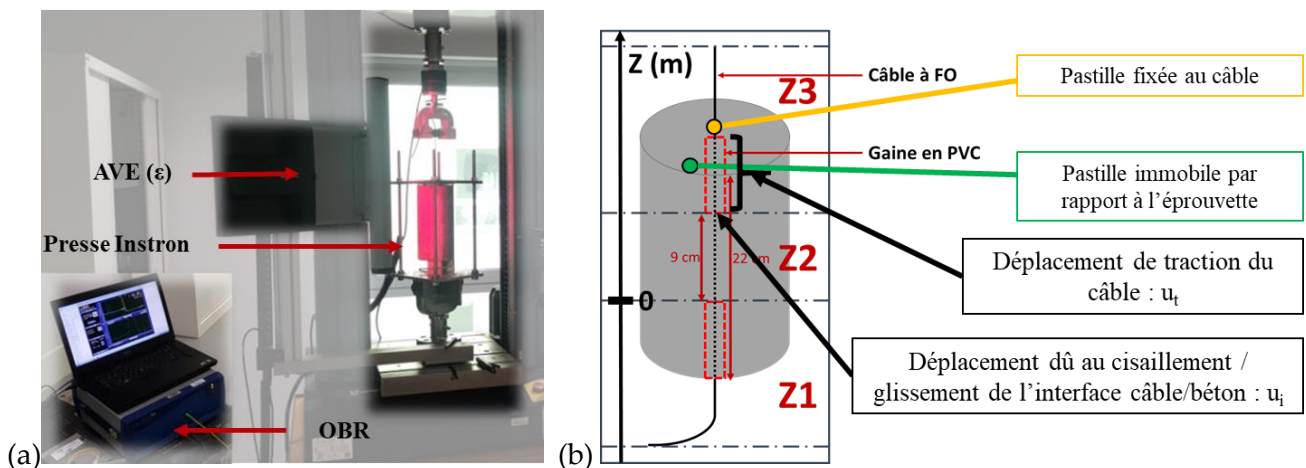 AVE (ε)
Presse Instron
OBR
(a)
Z (m)
Câble à FO
Z3
Gaine en PVC
9 cm
22 cm
Z2
0
Z1
Pastille fixée au câble
Pastille immobile par
rapport à l’éprouvette
Déplacement de traction du
câble : uₜ
Déplacement dû au cisaillement /
glissement de l’interface câble/béton : uᵢ
(b)